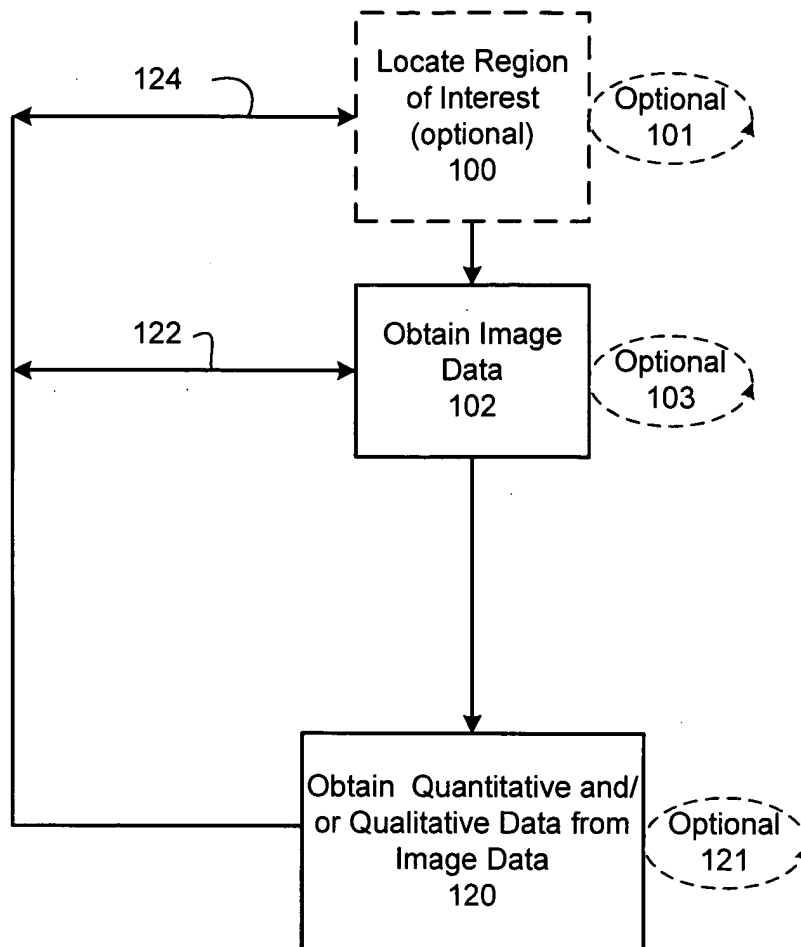 124
Locate Region
of Interest
(optional)
100
Optional
101
122
Obtain Image
Data
102
Optional
103
Obtain Quantitative and/
or Qualitative Data from
Image Data
120
Optional
121